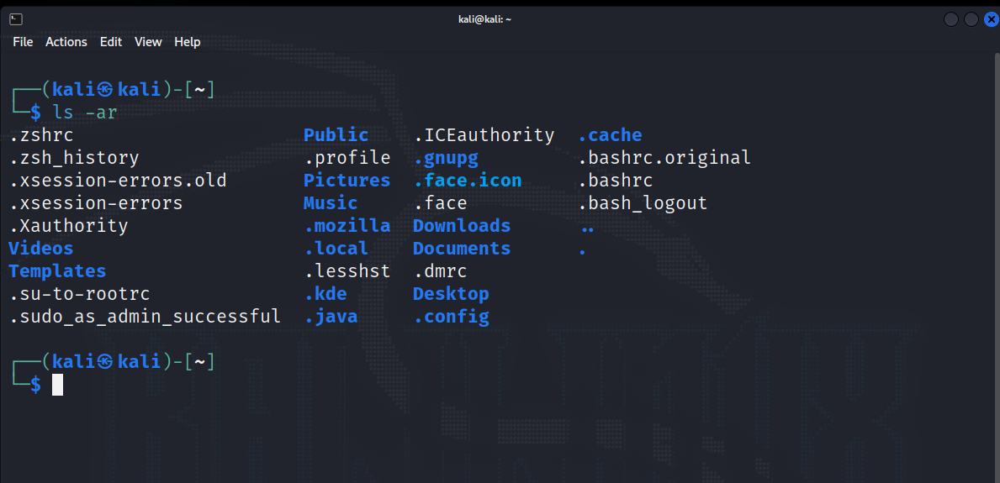 kali@kali: ~
File Actions Edit View Help
┌──(kali㉿kali)-[~]
└─$ ls -ar
.zshrc Public .ICEauthority .cache
.zsh_history .profile .gnupg .bashrc.original
.xsession-errors.old Pictures .face.icon .bashrc
.xsession-errors Music .face .bash_logout
.Xauthority .mozilla Downloads ..
Videos .local Documents .
Templates .lesshst .dmrc
.su-to-rootrc .kde Desktop
.sudo_as_admin_successful .java .config
┌──(kali㉿kali)-[~]
└─$